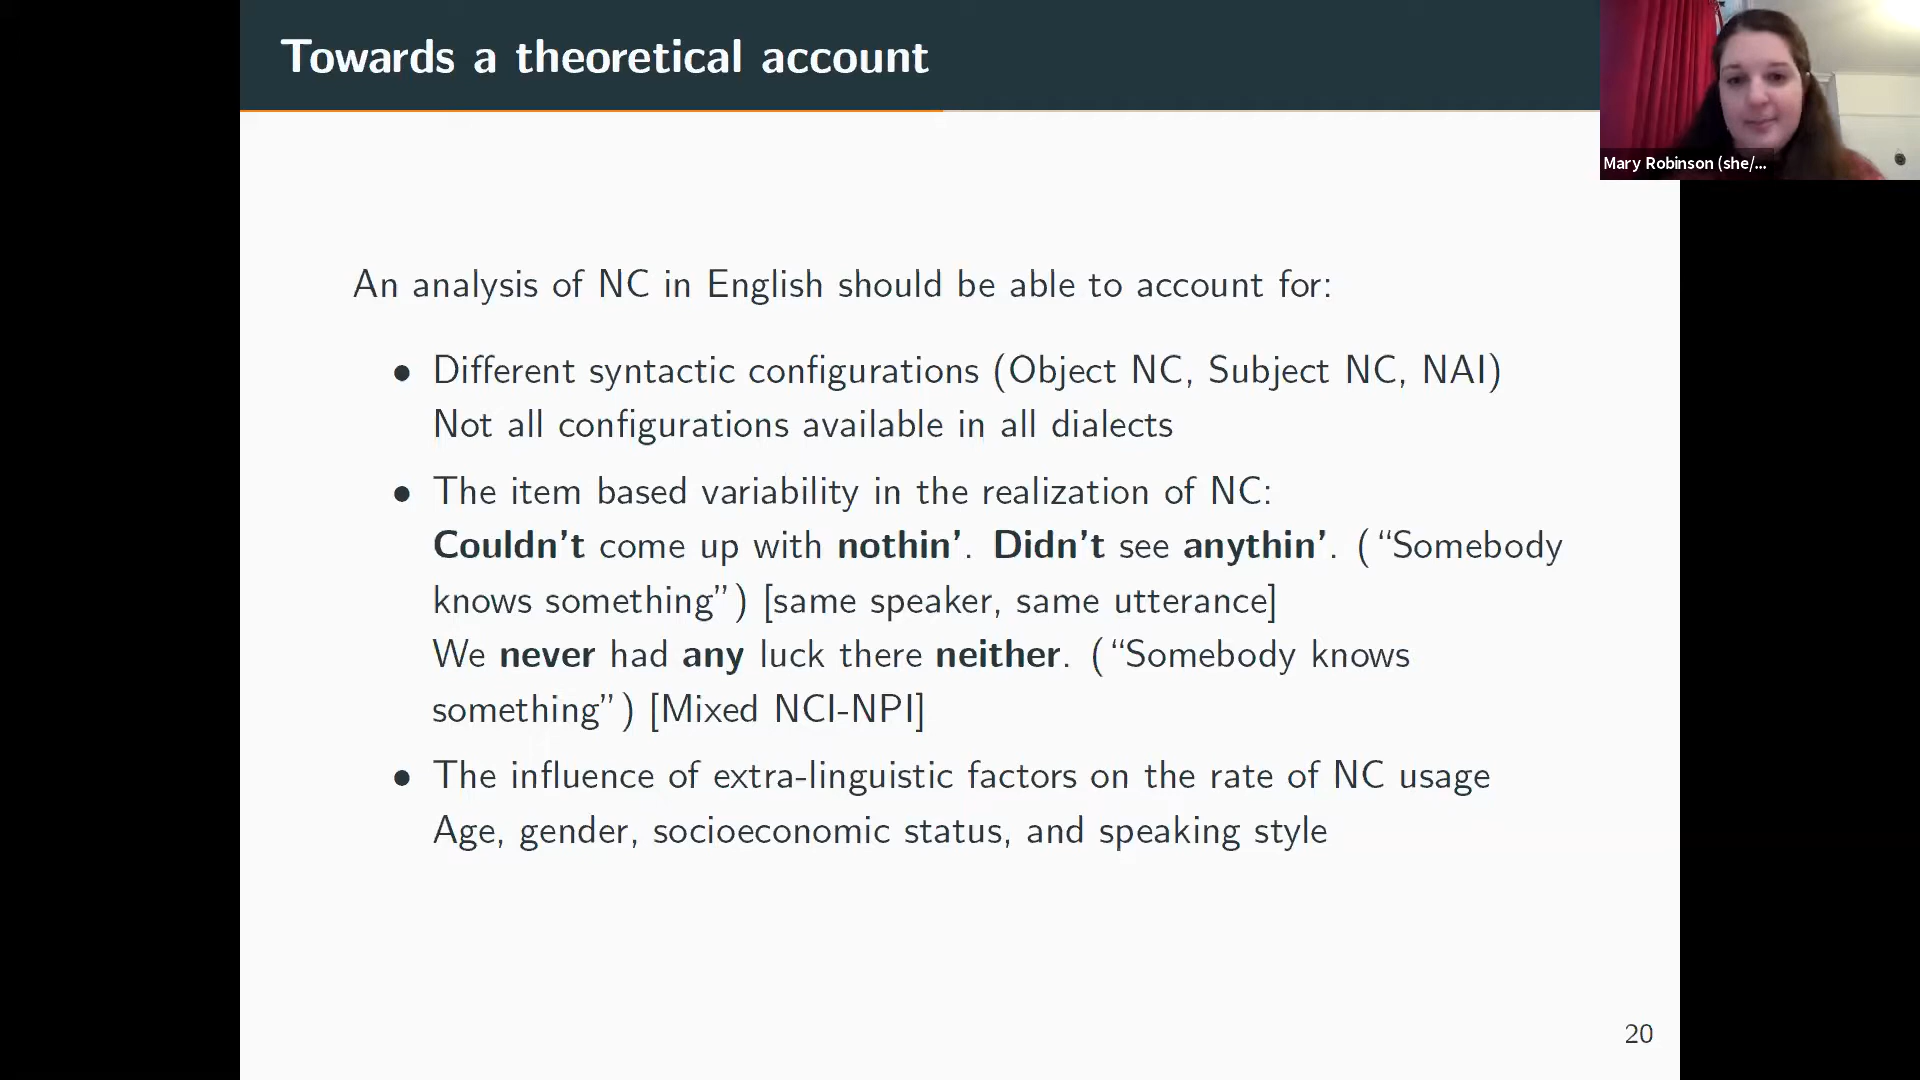 Towards a theoretical account
Mary Robinson (she/...
An analysis of NC in English should be able to account for:
• Different syntactic configurations (Object NC, Subject NC, NAI)
Not all configurations available in all dialects
• The item based variability in the realization of NC:
Couldn't come up with nothin'. Didn't see anythin'. (“Somebody
knows something”) [same speaker, same utterance]
We never had any luck there neither. (“Somebody knows
something”) [Mixed NCI-NPI]
• The influence of extra-linguistic factors on the rate of NC usage
Age, gender, socioeconomic status, and speaking style
20